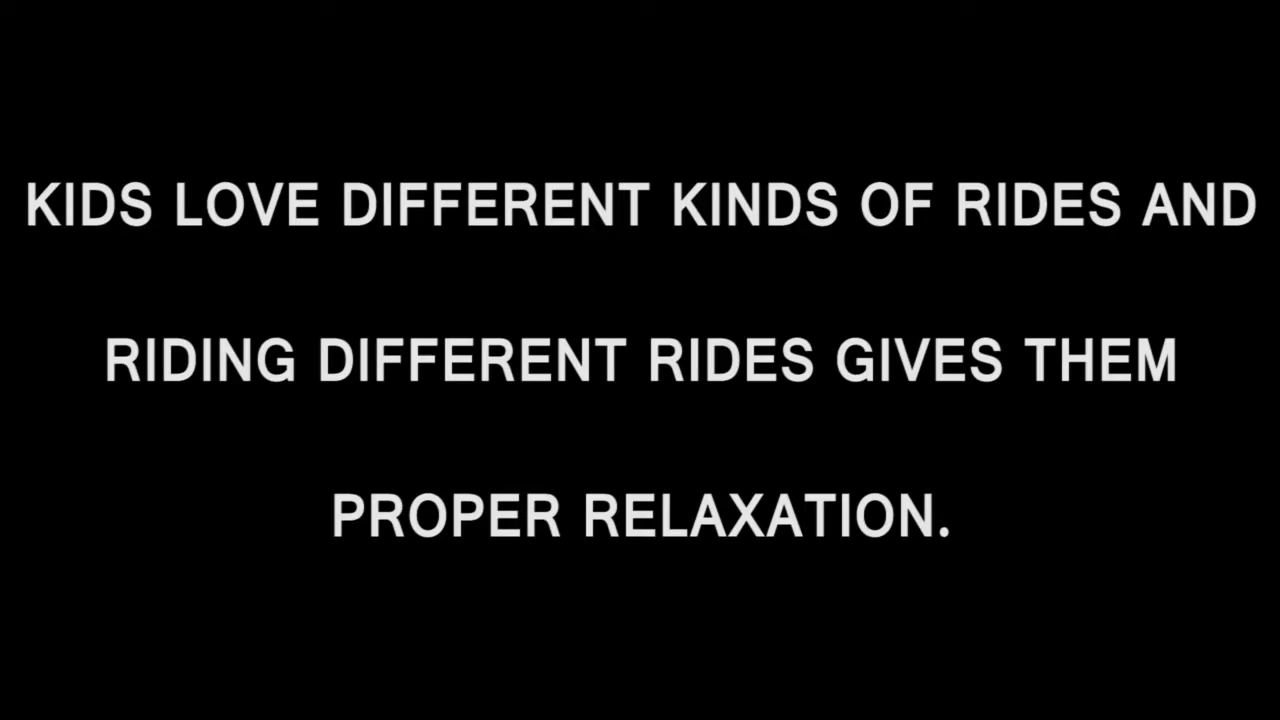 KIDS LOVE DIFFERENT KINDS OF RIDES AND
RIDING DIFFERENT RIDES GIVES THEM
PROPER RELAXATION.